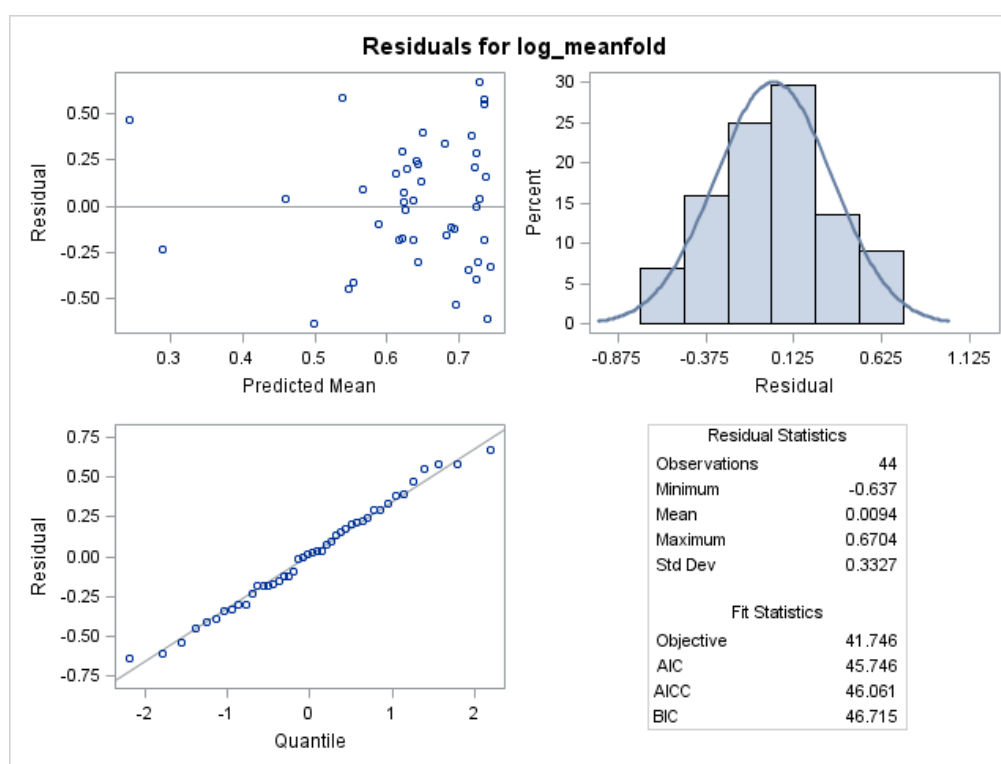 Residuals for log_meanfold
Residual
0.50
0.25
0.00
-0.25
-0.50
0.3 0.4 0.5 0.6 0.7
Predicted Mean
Percent
30
25
20
15
10
5
0
-0.875 -0.375 0.125 0.625 1.125
Residual
Residual
0.75
0.50
0.25
0.00
-0.25
-0.50
-0.75
-2 -1 0 1 2
Quantile
Residual Statistics
Observations 44
Minimum -0.637
Mean 0.0094
Maximum 0.6704
Std Dev 0.3327
Fit Statistics
Objective 41.746
AIC 45.746
AICC 46.061
BIC 46.715